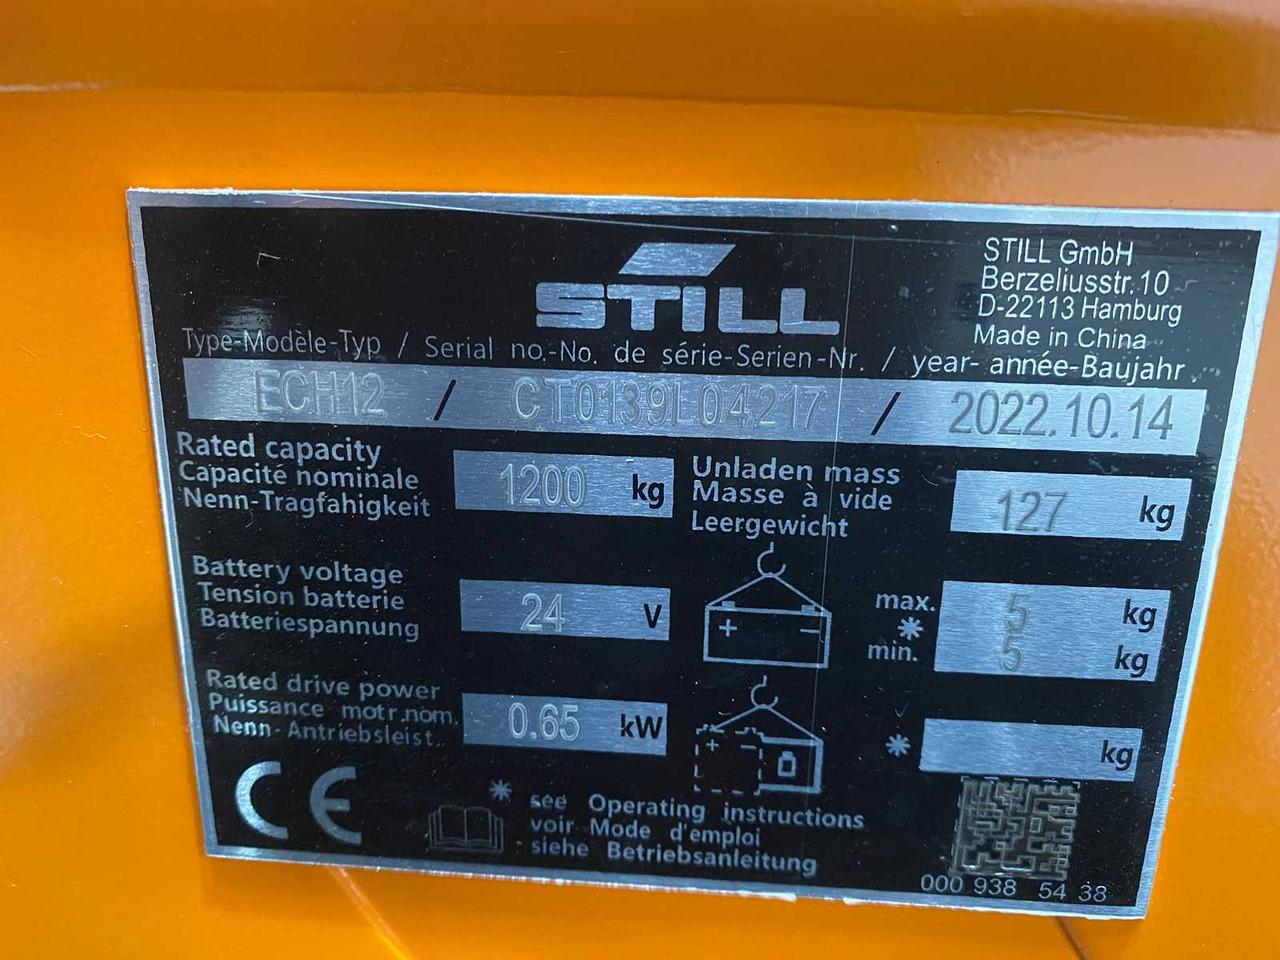 STILL
STILL GmbH
Berzeliusstr. 10
D-22113 Hamburg
Made in China
Type-Modèle-Typ / Serial no.-No. de série-Serien-Nr. / year- année-Baujahr
ECH12 / CT0139L04217 / 2022.10.14
Rated capacity
Capacité nominale
Nenn-Tragfähigkeit
1200 kg
Unladen mass
Masse à vide
Leergewicht
127 kg
Battery voltage
Tension batterie
Batteriespannung
24 V
+ −
max. 5 kg
*
min. 5 kg
Rated drive power
Puissance motr.nom.
Nenn-Antriebsleist.
0.65 kW
+ −
* kg
CE
* see Operating instructions
voir Mode d'emploi
siehe Betriebsanleitung
000 938 54 38